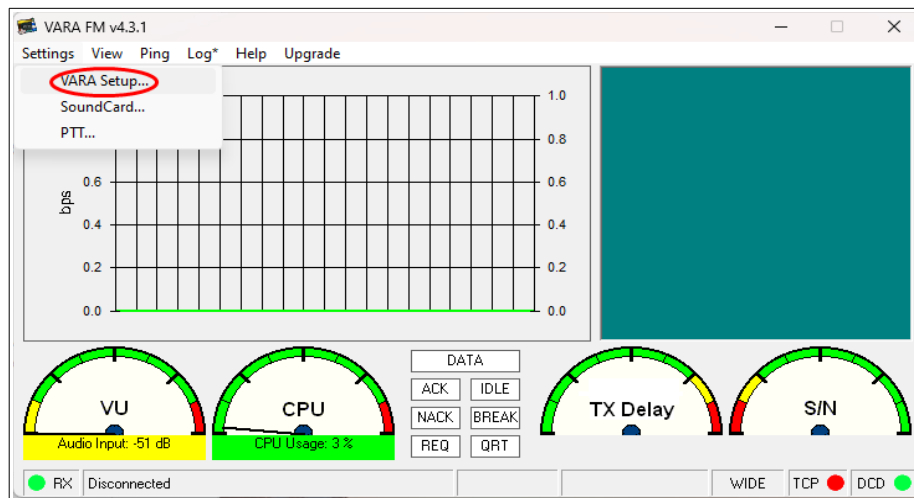 VARA FM v4.3.1
Settings View Ping Log* Help Upgrade
VARA Setup...
SoundCard...
PTT...
1.0
0.8
0.6 0.6
bps
0.4 0.4
0.2 0.2
0.0 0.0
DATA
ACK IDLE
NACK BREAK
REQ QRT
VU
Audio Input: -51 dB
CPU
CPU Usage: 3 %
TX Delay
S/N
RX Disconnected WIDE TCP DCD